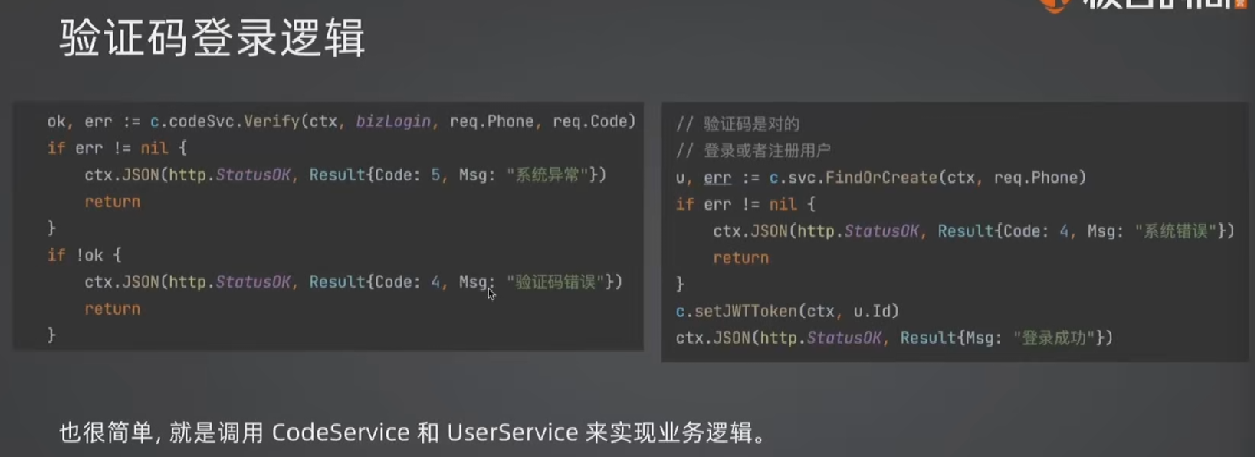 验证码登录逻辑
ok, err := c.codeSvc.Verify(ctx, bizLogin, req.Phone, req.Code)
if err != nil {
    ctx.JSON(http.StatusOK, Result{Code: 5, Msg: "系统异常"})
    return
}
if !ok {
    ctx.JSON(http.StatusOK, Result{Code: 4, Msg: "验证码错误"})
    return
}
// 验证码是对的
// 登录或者注册用户
u, err := c.svc.FindOrCreate(ctx, req.Phone)
if err != nil {
    ctx.JSON(http.StatusOK, Result{Code: 4, Msg: "系统错误"})
    return
}
c.setJWTToken(ctx, u.Id)
ctx.JSON(http.StatusOK, Result{Msg: "登录成功"})
也很简单, 就是调用 CodeService 和 UserService 来实现业务逻辑。